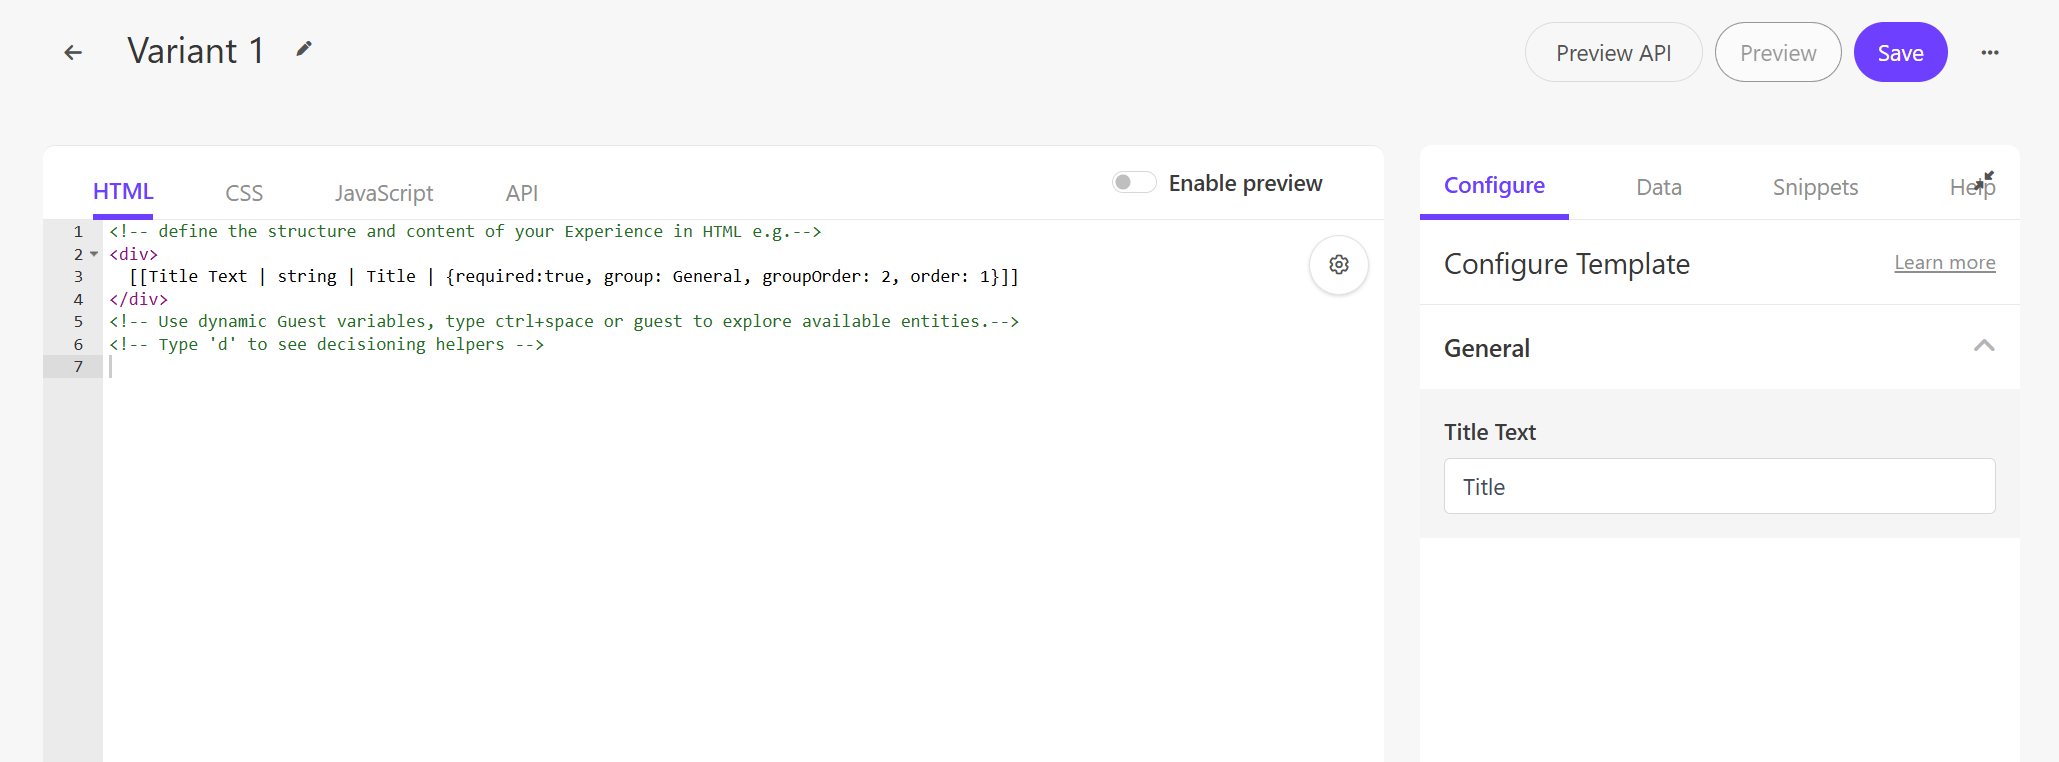 Variant 1
Preview API
Preview
Save
HTML
CSS
JavaScript
API
Enable preview
1 <!-- define the structure and content of your Experience in HTML e.g.-->
2 <div>
3 [[Title Text | string | Title | {required:true, group: General, groupOrder: 2, order: 1}]]
4 </div>
5 <!-- Use dynamic Guest variables, type ctrl+space or guest to explore available entities.-->
6 <!-- Type 'd' to see decisioning helpers -->
7
Configure
Data
Snippets
Help
Configure Template
Learn more
General
Title Text
Title